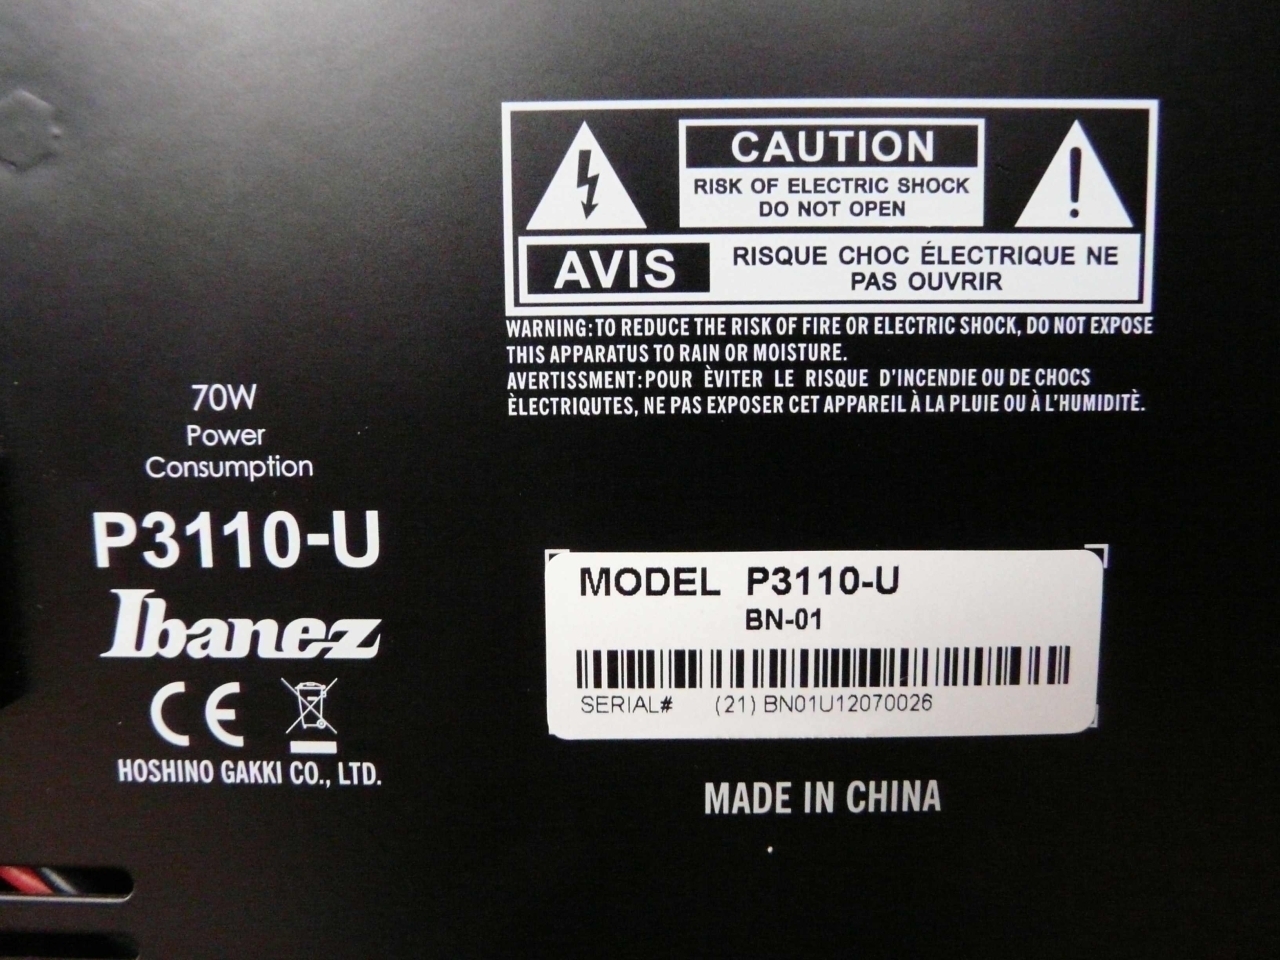 CAUTION
RISK OF ELECTRIC SHOCK
DO NOT OPEN
AVIS
RISQUE CHOC ÉLECTRIQUE NE
PAS OUVRIR
WARNING: TO REDUCE THE RISK OF FIRE OR ELECTRIC SHOCK, DO NOT EXPOSE
THIS APPARATUS TO RAIN OR MOISTURE.
AVERTISSMENT: POUR ÈVITER LE RISQUE D'INCENDIE OU DE CHOCS
ÈLECTRIQUTES, NE PAS EXPOSER CET APPAREIL À LA PLUIE OU À L'HUMIDITÈ.
70W
Power
Consumption
P3110-U
Ibanez
CE
HOSHINO GAKKI CO., LTD.
MODEL P3110-U
BN-01
SERIAL# (21) BN01U12070026
MADE IN CHINA